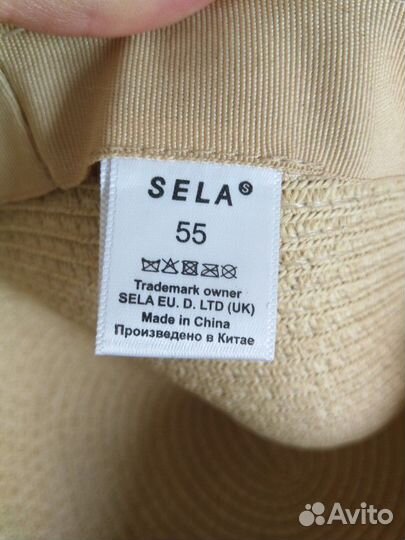 SELA®
55
Trademark owner
SELA EU. D. LTD (UK)
Made in China
Произведено в Китае
Avito